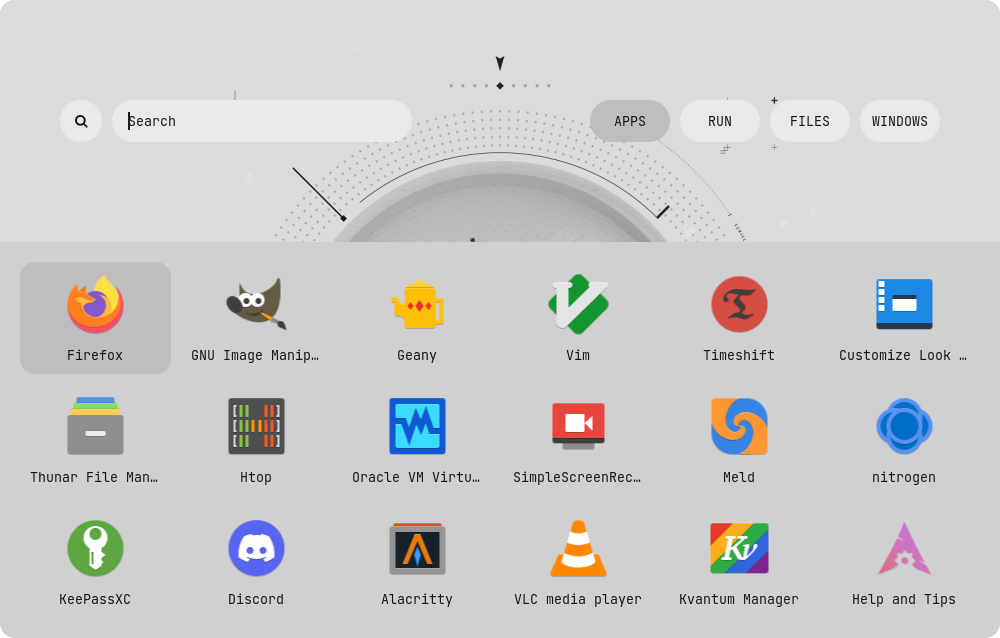 Search APPS RUN FILES WINDOWS
Firefox GNU Image Manip… Geany Vim Timeshift Customize Look …
Thunar File Man… Htop Oracle VM Virtu… SimpleScreenRec… Meld nitrogen
Kv
KeePassXC Discord Alacritty VLC media player Kvantum Manager Help and Tips